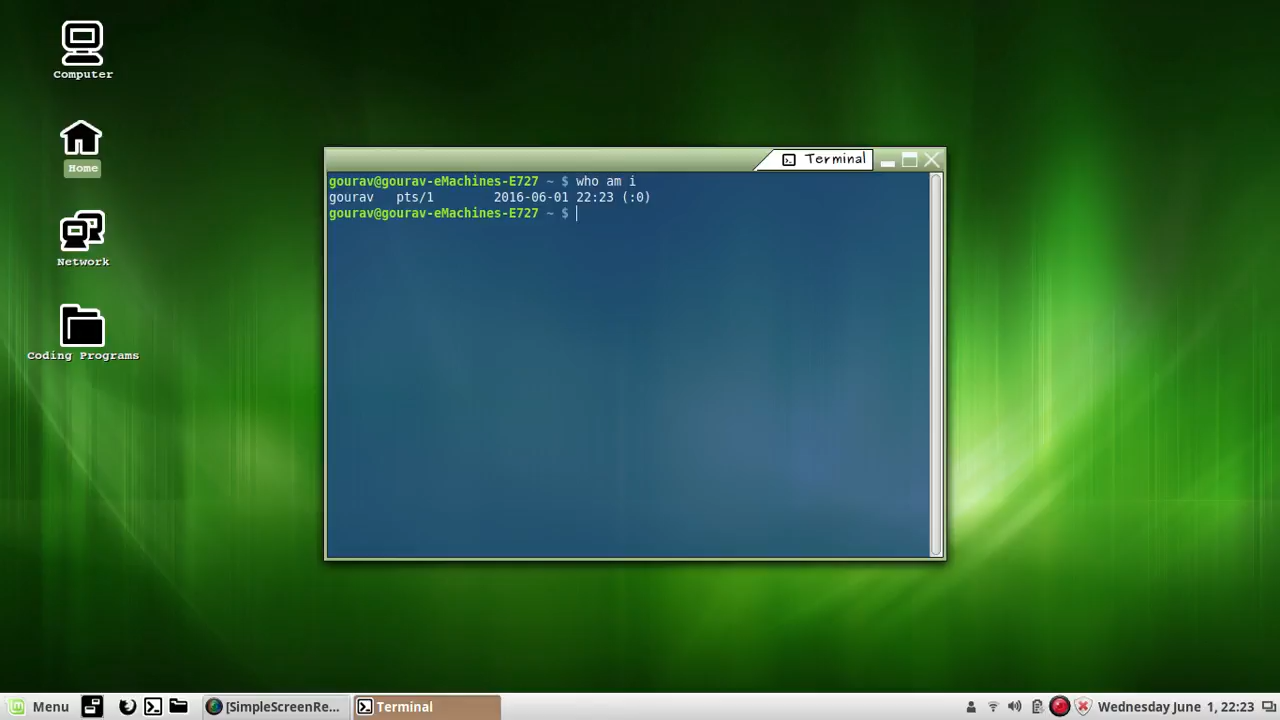 Computer
Home
Network
Coding Programs
Terminal
gourav@gourav-eMachines-E727 ~ $ who am i
gourav   pts/1        2016-06-01 22:23 (:0)
gourav@gourav-eMachines-E727 ~ $
Menu
[SimpleScreenRe...
Terminal
Wednesday June 1, 22:23